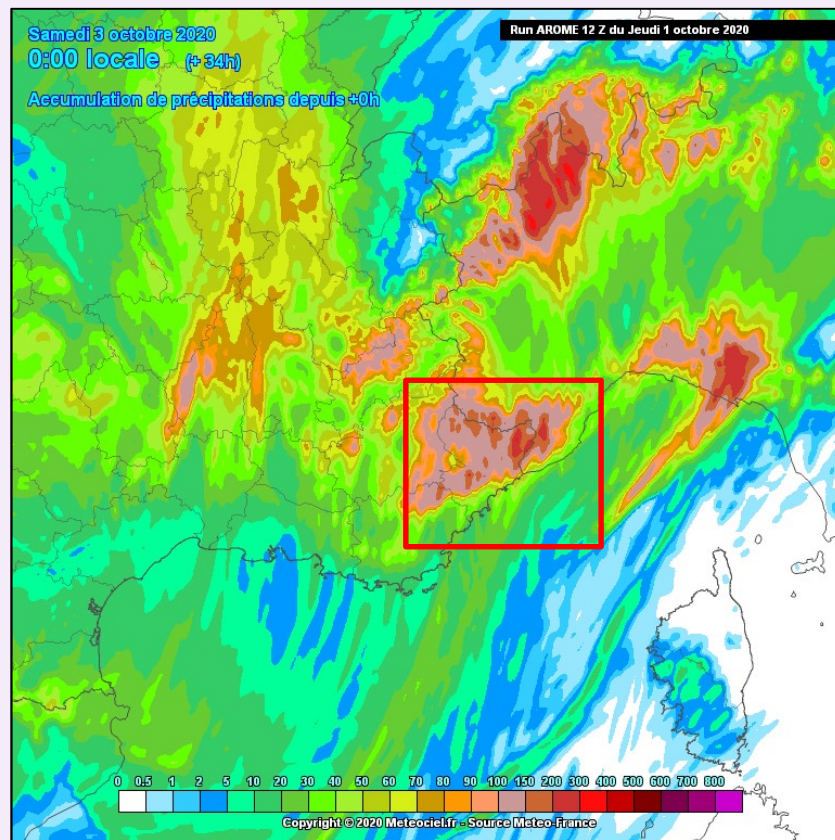 Samedi 3 octobre 2020
Run AROME 12 Z du Jeudi 1 octobre 2020
0:00 locale (+ 34h)
Accumulation de précipitations depuis +0h
0 0.5 1 2 5 10 20 30 40 50 60 70 80 90 100 150 200 300 400 500 600 700 800
Copyright © 2020 Meteociel.fr - Source Meteo-France